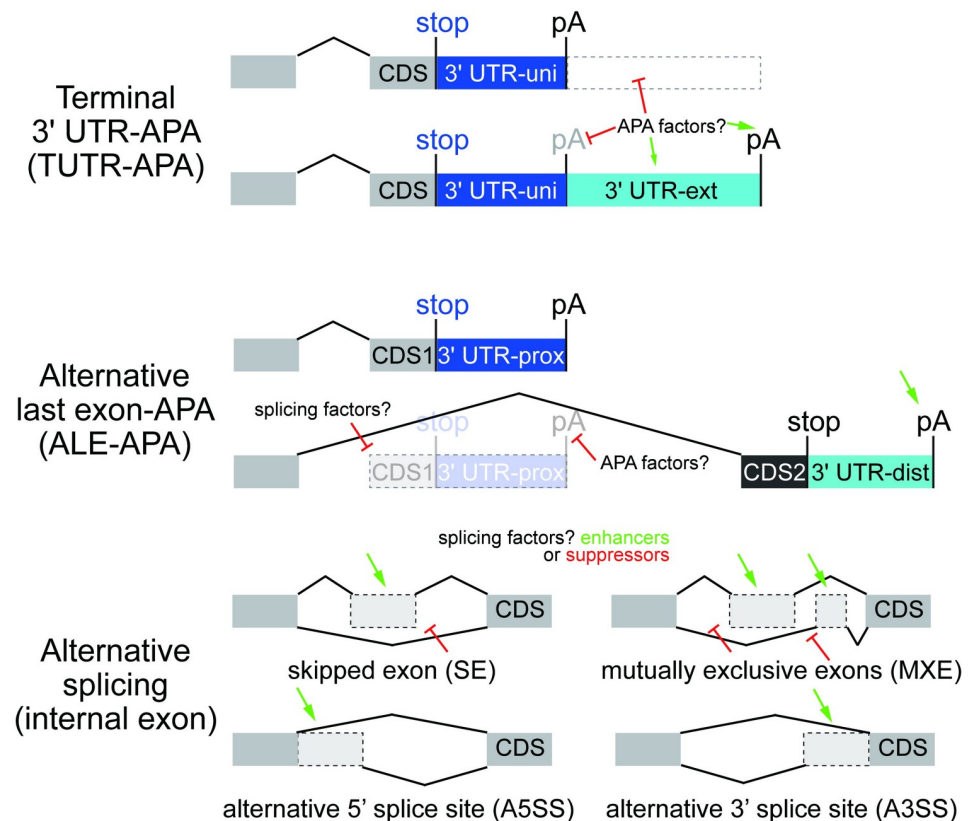 stop pA
CDS 3' UTR-uni
Terminal
3' UTR-APA
(TUTR-APA)
APA factors?
stop pA pA
CDS 3' UTR-uni 3' UTR-ext
stop pA
CDS1 3' UTR-prox
Alternative
last exon-APA
(ALE-APA)
splicing factors?
stop pA stop pA
APA factors?
CDS1 3' UTR-prox CDS2 3' UTR-dist
splicing factors? enhancers
or suppressors
Alternative
splicing
(internal exon)
CDS
skipped exon (SE)
CDS
mutually exclusive exons (MXE)
CDS
alternative 5’ splice site (A5SS)
CDS
alternative 3’ splice site (A3SS)